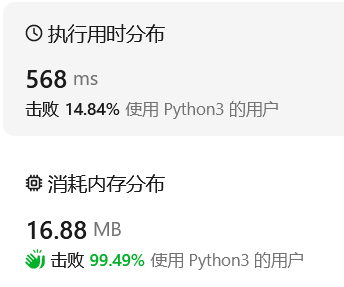 执行用时分布
568 ms
击败 14.84% 使用 Python3 的用户
消耗内存分布
16.88 MB
击败 99.49% 使用 Python3 的用户